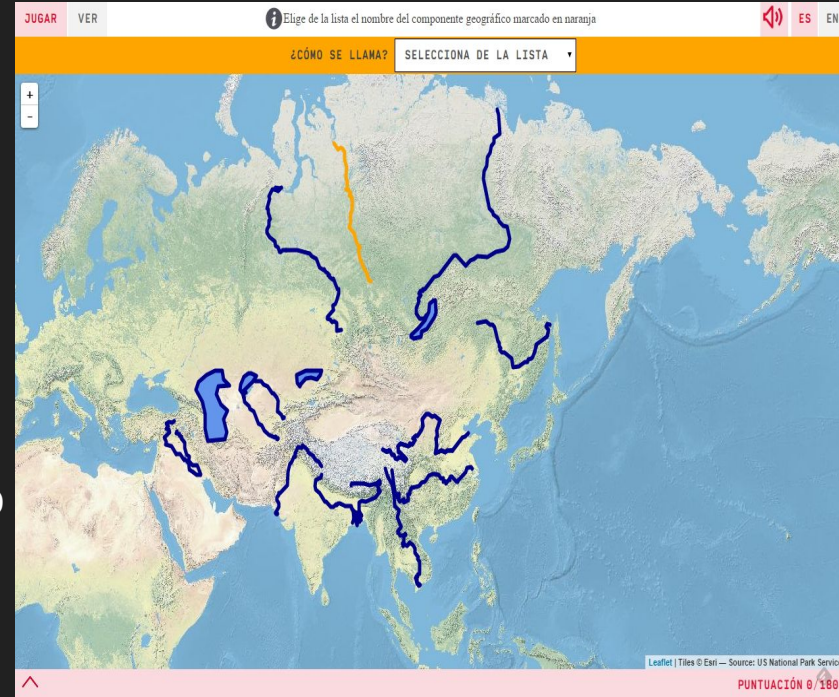 JUGAR VER Elige de la lista el nombre del componente geográfico marcado en naranja ES EN
¿CÓMO SE LLAMA? SELECCIONA DE LA LISTA
+
-
Leaflet | Tiles © Esri — Source: US National Park Servic
PUNTUACIÓN 0/180